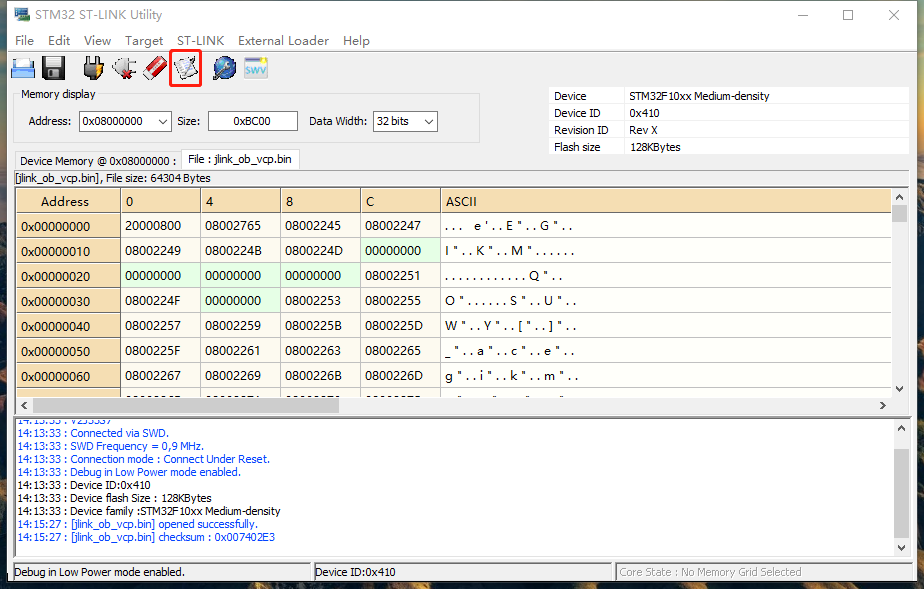 STM32 ST-LINK Utility
File Edit View Target ST-LINK External Loader Help
SWV
Memory display
Address: 0x08000000 Size: 0xBC00 Data Width: 32 bits
Device STM32F10xx Medium-density
Device ID 0x410
Revision ID Rev X
Flash size 128KBytes
Device Memory @ 0x08000000 : File : jlink_ob_vcp.bin
[jlink_ob_vcp.bin], File size: 64304 Bytes
Address 0 4 8 C ASCII
0x00000000 20000800 08002765 08002245 08002247 ... e'..E"..G"..
0x00000010 08002249 0800224B 0800224D 00000000 I"..K"..M"......
0x00000020 00000000 00000000 00000000 08002251 ............Q"..
0x00000030 0800224F 00000000 08002253 08002255 O"......S"..U"..
0x00000040 08002257 08002259 0800225B 0800225D W"..Y"..["..]"..
0x00000050 0800225F 08002261 08002263 08002265 _"..a"..c"..e"..
0x00000060 08002267 08002269 0800226B 0800226D g"..i"..k"..m"..
14:13:33 : Connected via SWD.
14:13:33 : SWD Frequency = 0,9 MHz.
14:13:33 : Connection mode : Connect Under Reset.
14:13:33 : Debug in Low Power mode enabled.
14:13:33 : Device ID:0x410
14:13:33 : Device flash Size : 128KBytes
14:13:33 : Device family :STM32F10xx Medium-density
14:15:27 : [jlink_ob_vcp.bin] opened successfully.
14:15:27 : [jlink_ob_vcp.bin] checksum : 0x007402E3
Debug in Low Power mode enabled. Device ID:0x410 Core State : No Memory Grid Selected